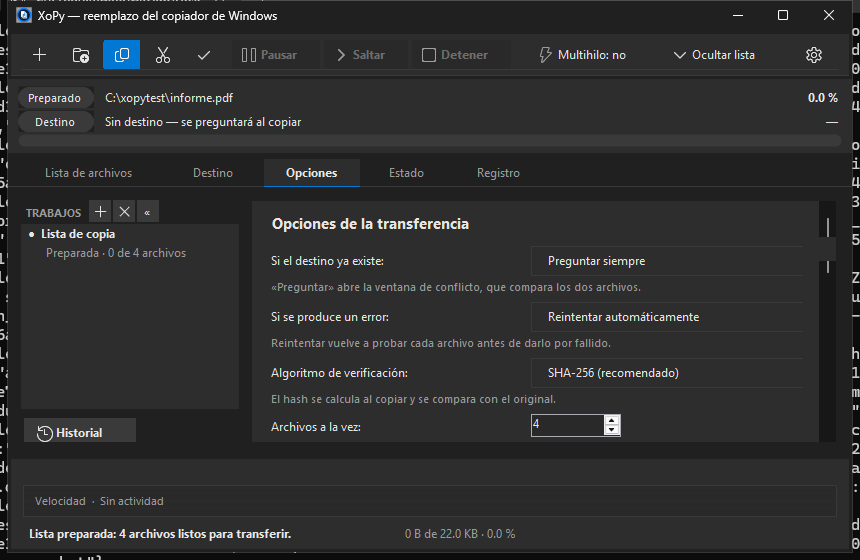 XoPy — reemplazo del copiador de Windows
Pausar Saltar Detener Multihilo: no Ocultar lista
Preparado C:\xopytest\informe.pdf 0.0 %
Destino Sin destino — se preguntará al copiar —
Lista de archivos Destino Opciones Estado Registro
TRABAJOS + × «
● Lista de copia
Preparada · 0 de 4 archivos
Historial
Opciones de la transferencia
Si el destino ya existe: Preguntar siempre
«Preguntar» abre la ventana de conflicto, que compara los dos archivos.
Si se produce un error: Reintentar automáticamente
Reintentar vuelve a probar cada archivo antes de darlo por fallido.
Algoritmo de verificación: SHA-256 (recomendado)
El hash se calcula al copiar y se compara con el original.
Archivos a la vez: 4
Velocidad · Sin actividad
Lista preparada: 4 archivos listos para transferir. 0 B de 22.0 KB · 0.0 %